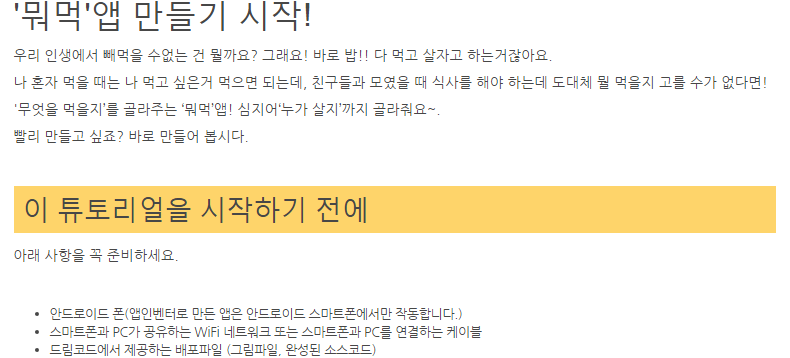 '뭐먹'앱 만들기 시작!
우리 인생에서 빼먹을 수없는 건 뭘까요? 그래요! 바로 밥!! 다 먹고 살자고 하는거잖아요.
나 혼자 먹을 때는 나 먹고 싶은거 먹으면 되는데, 친구들과 모였을 때 식사를 해야 하는데 도대체 뭘 먹을지 고를 수가 없다면!
'무엇을 먹을지'를 골라주는 '뭐먹'앱! 심지어'누가 살지'까지 골라줘요~.
빨리 만들고 싶죠? 바로 만들어 봅시다.
이 튜토리얼을 시작하기 전에
아래 사항을 꼭 준비하세요.
• 안드로이드 폰(앱인벤터로 만든 앱은 안드로이드 스마트폰에서만 작동합니다.)
• 스마트폰과 PC가 공유하는 WiFi 네트워크 또는 스마트폰과 PC를 연결하는 케이블
• 드림코드에서 제공하는 배포파일 (그림파일, 완성된 소스코드)